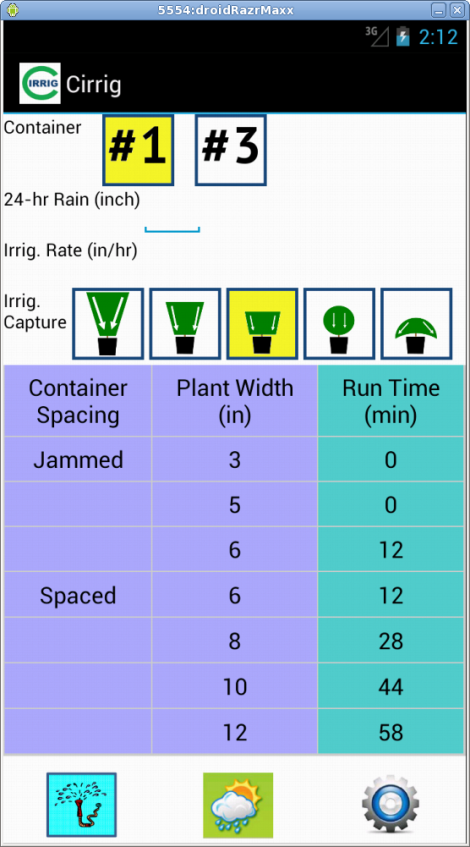 5554:droidRazrMaxx
3G 2:12
CIRRIG Cirrig
Container #1 #3
24-hr Rain (inch)
Irrig. Rate (in/hr)
Irrig.
Capture
Container Spacing Plant Width (in) Run Time (min)
Jammed 3 0
5 0
6 12
Spaced 6 12
8 28
10 44
12 58